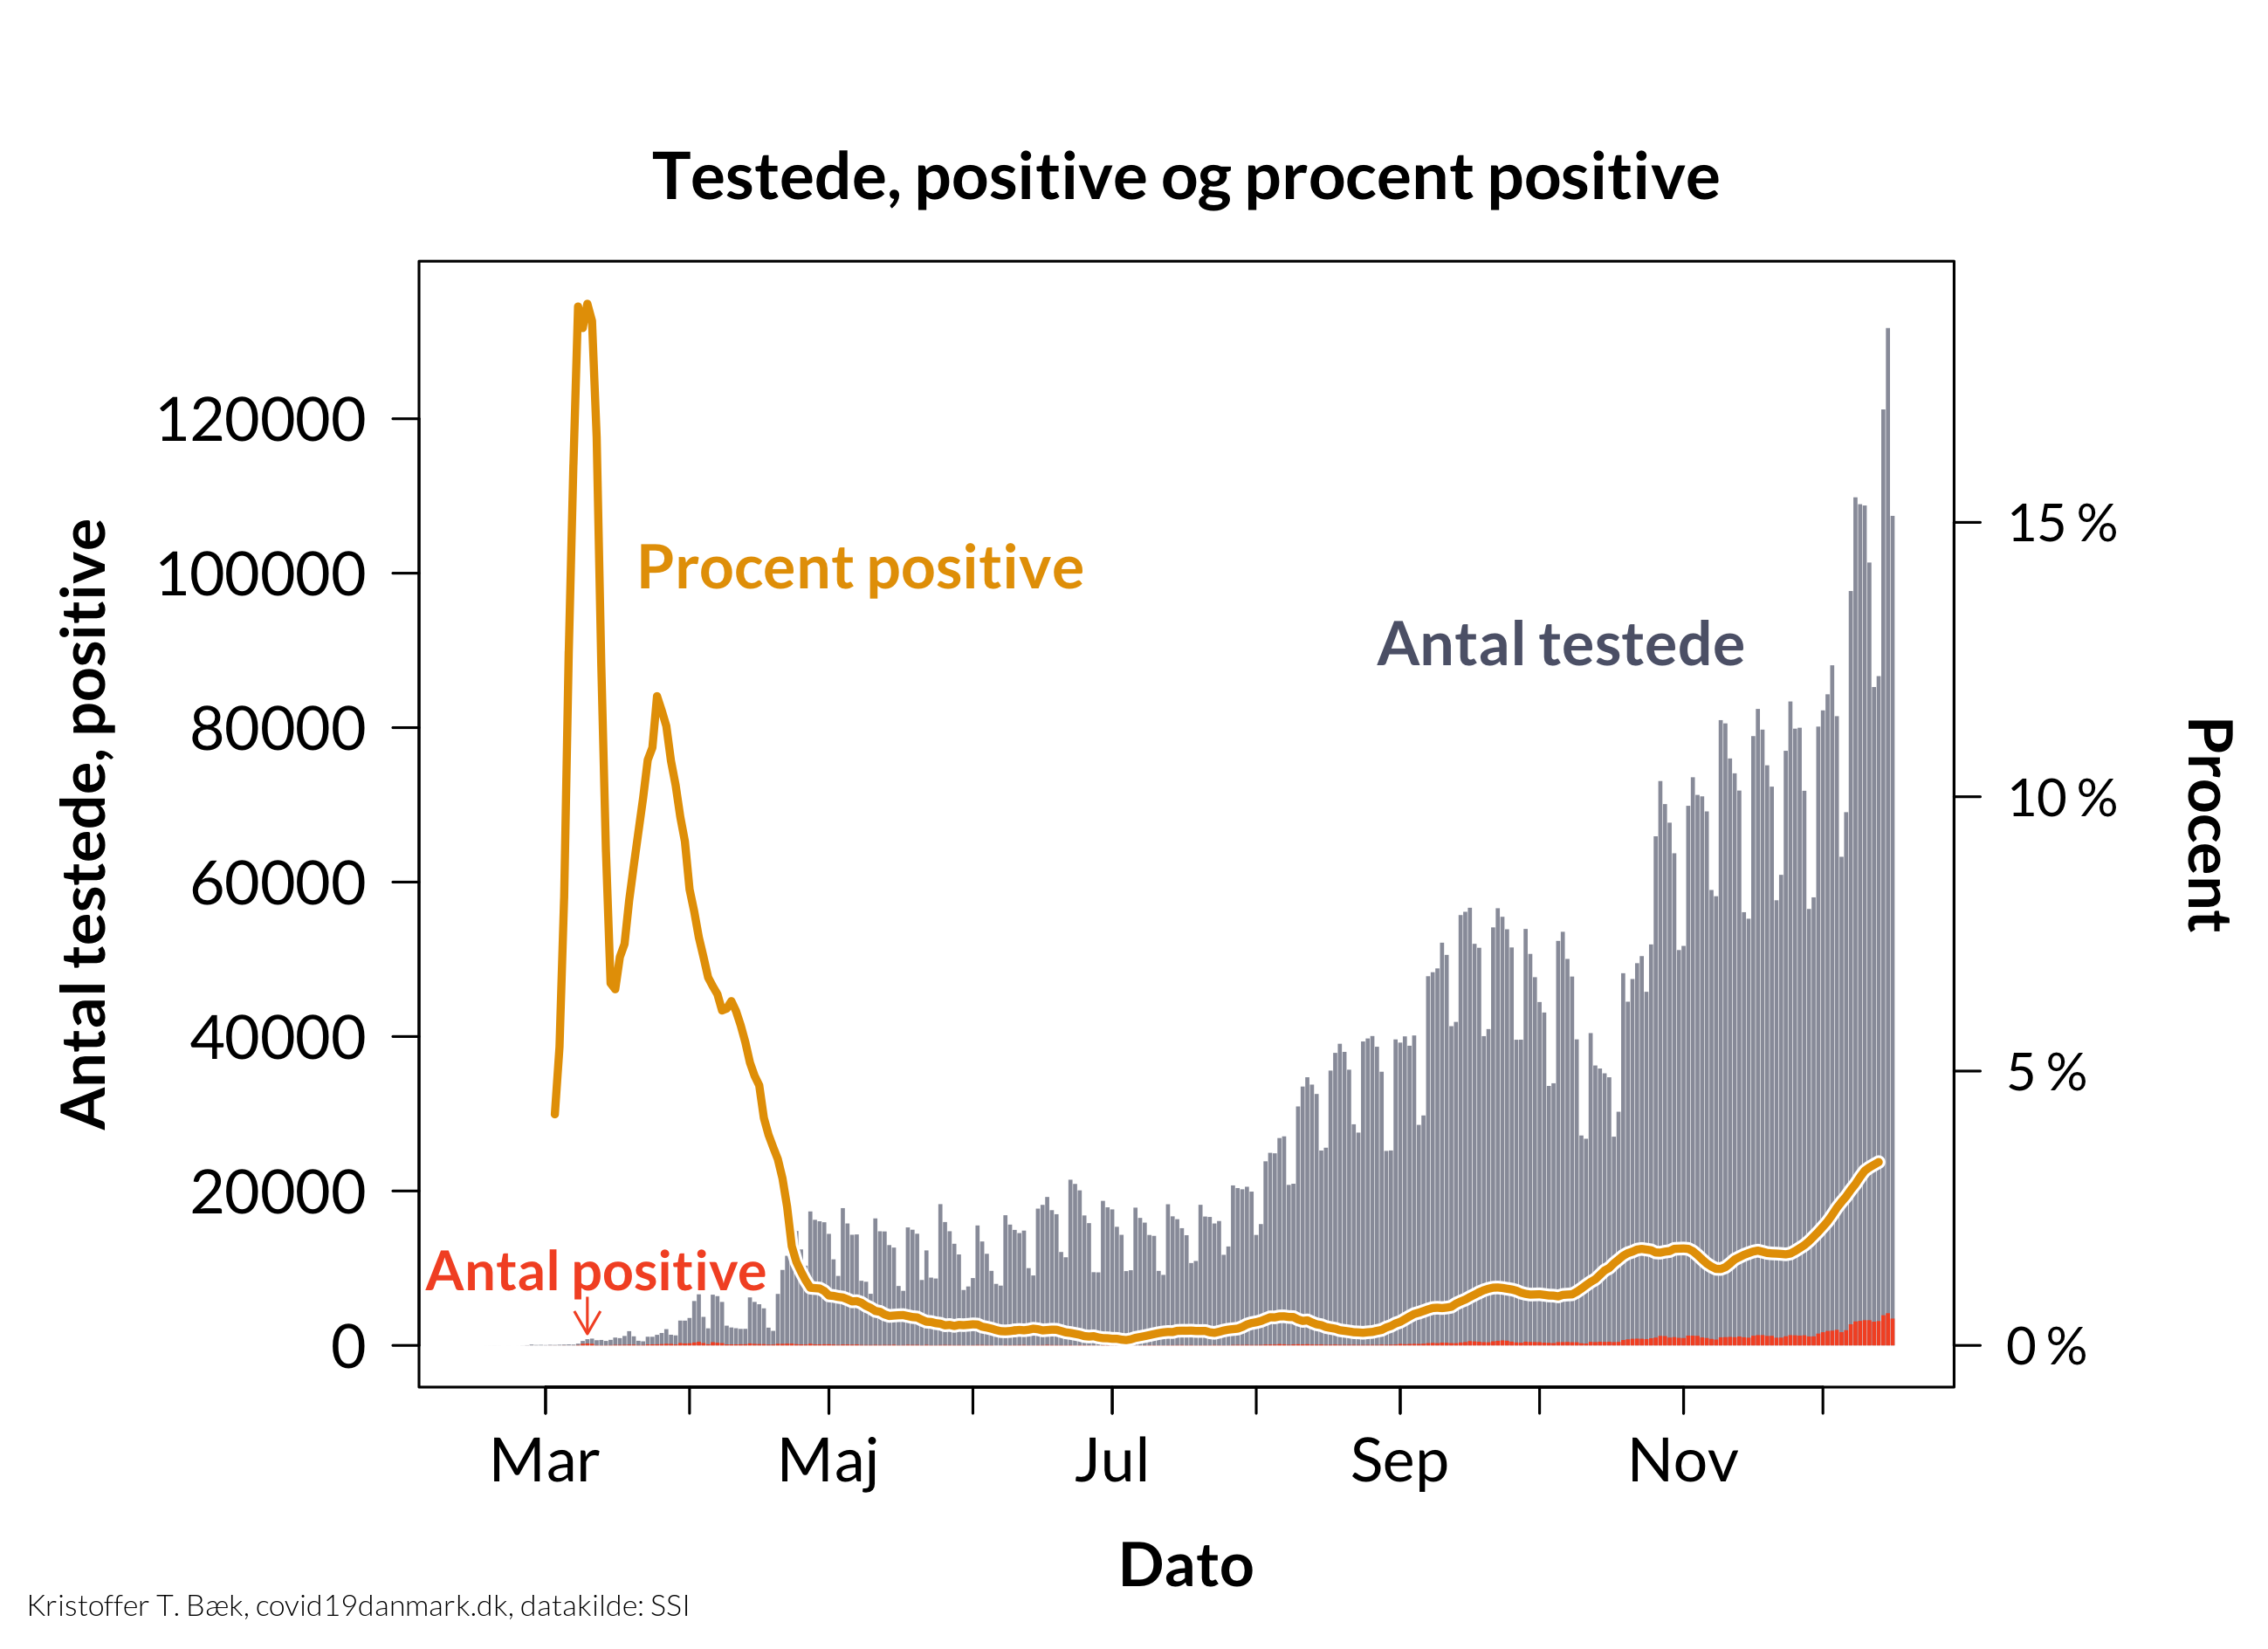 Testede, positive og procent positive
Antal testede, positive
120000
100000
80000
60000
40000
20000
0
Procent positive
Antal testede
Antal positive
15 %
10 %
5 %
0 %
Procent
Mar
Maj
Jul
Sep
Nov
Dato
Kristoffer T. Bæk, covid19danmark.dk, datakilde: SSI